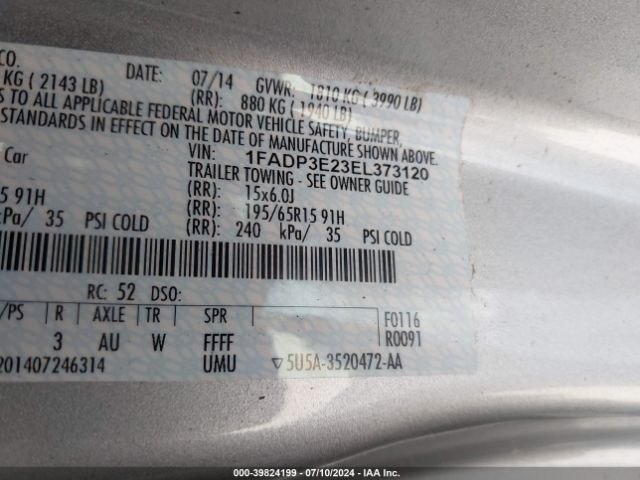 CO.
DATE: 07/14 GVWR: 1810 KG ( 3990 LB)
KG ( 2143 LB) (RR): 880 KG ( 1940 LB)
S TO ALL APPLICABLE FEDERAL MOTOR VEHICLE SAFETY, BUMPER,
STANDARDS IN EFFECT ON THE DATE OF MANUFACTURE SHOWN ABOVE
Car VIN: 1FADP3E23EL373120
TRAILER TOWING - SEE OWNER GUIDE
(RR): 15x6.0J
5 91H (RR): 195/65R15 91H
kPa/ 35 PSI COLD (RR): 240 kPa/ 35 PSI COLD
RC: 52 DSO:
/PS R AXLE TR SPR F0116
3 AU W FFFF R0091
201407246314 UMU ▽5U5A-3520472-AA
000-39824199 — 07/10/2024 — IAA Inc.